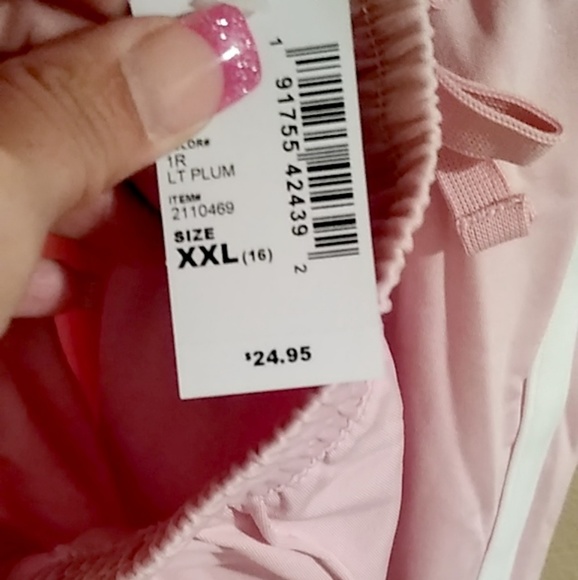 1R
LT PLUM
ITEM#
2110469
SIZE
XXL (16)
$24.95
1 91755 42439 2